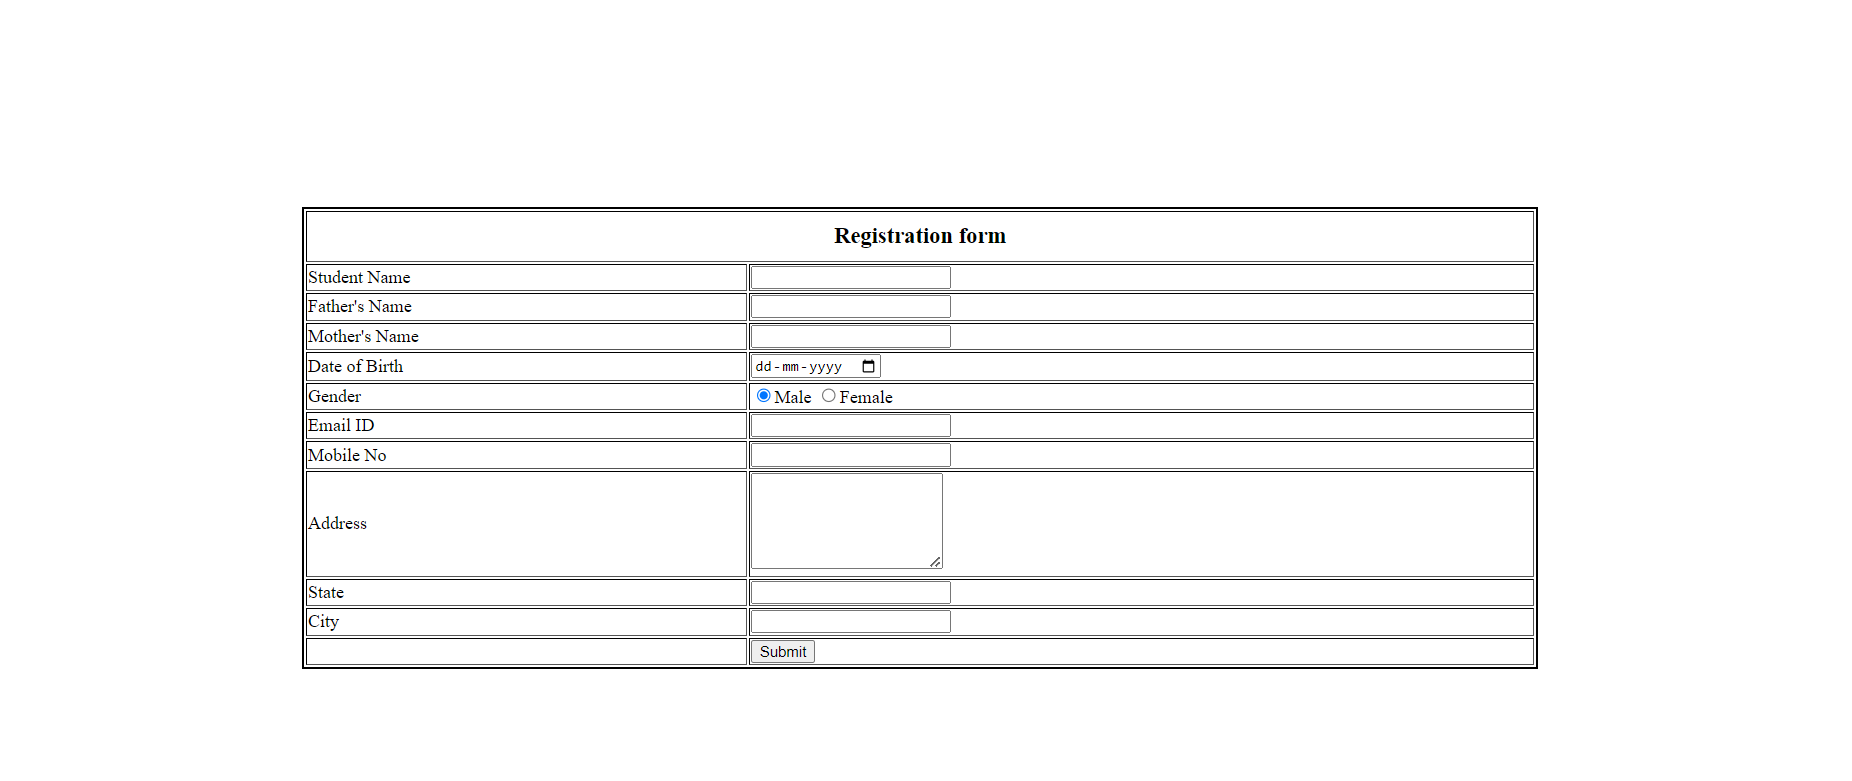 Registration form
Student Name
Father's Name
Mother's Name
Date of Birth dd-mm-yyyy
Gender Male Female
Email ID
Mobile No
Address
State
City
Submit